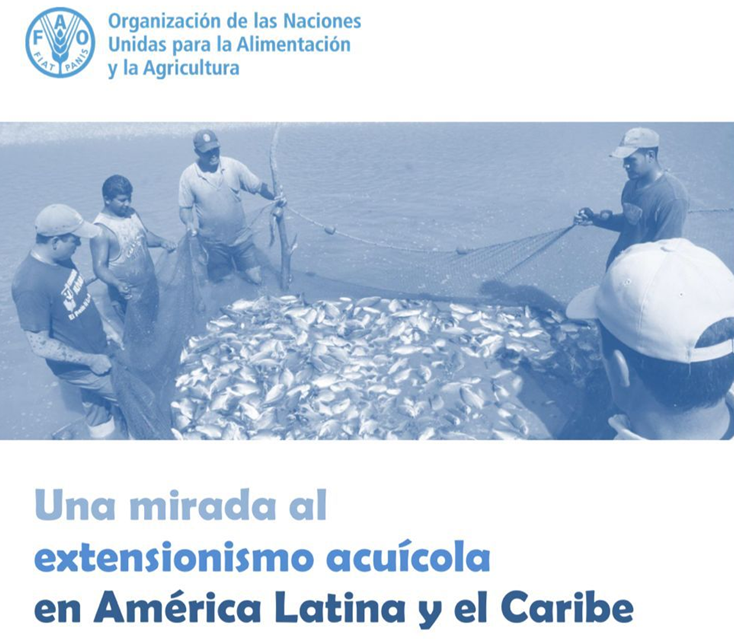 FAO
FIAT PANIS
Organización de las Naciones
Unidas para la Alimentación
y la Agricultura
Una mirada al
extensionismo acuícola
en América Latina y el Caribe